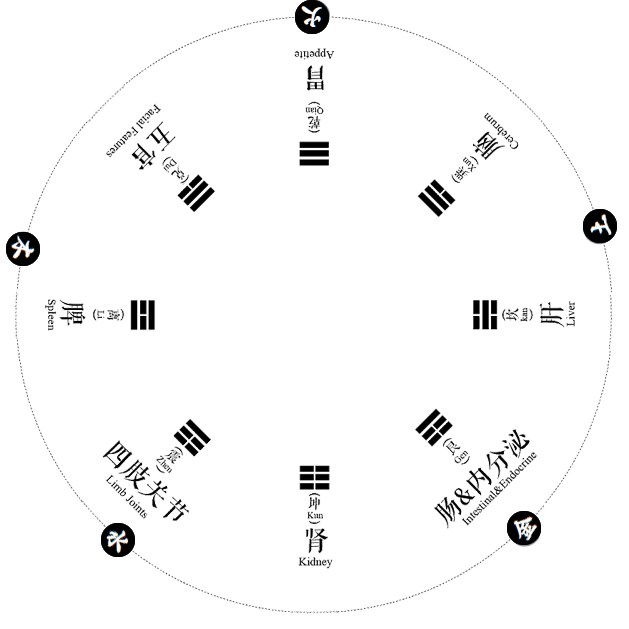 火
(乾
Qian)
胃
Appetite
(巽
Xun)
脑
Cerebrum
土
(坎
kan)
肝
Liver
(艮
Gen)
肠&内分泌
Intestinal&Endocrine
金
(坤
Kun)
肾
Kidney
(震
Zhen)
四肢关节
Limb Joints
水
(离
Li)
脾
Spleen
木
(兑
Dui)
五官
Facial Features